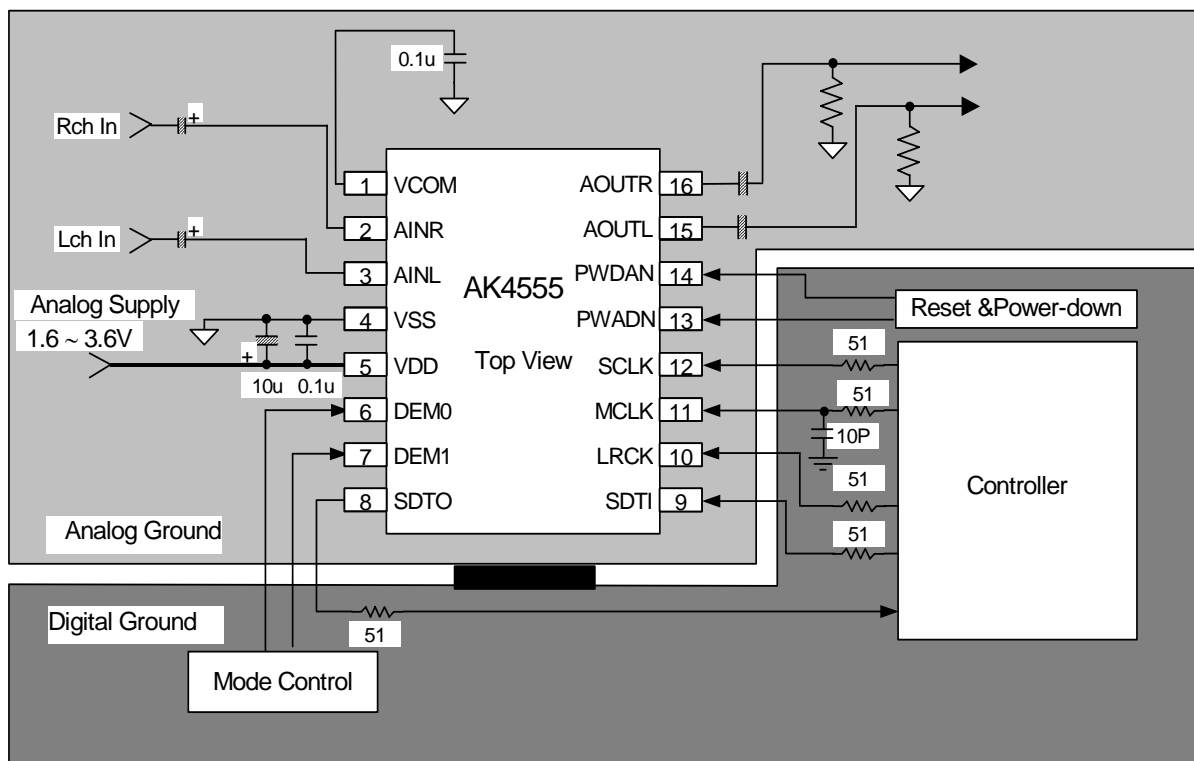 0.1u
+
Rch In
+
Lch In
Analog Supply
1.6 ~ 3.6V
+
10u 0.1u
1 VCOM
2 AINR
3 AINL
4 VSS
5 VDD
6 DEM0
7 DEM1
8 SDTO
AK4555
Top View
AOUTR 16
AOUTL 15
PWDAN 14
PWADN 13
SCLK 12
MCLK 11
LRCK 10
SDTI 9
Reset &Power-down
51
51
10P
51
51
Controller
Analog Ground
Digital Ground
51
Mode Control